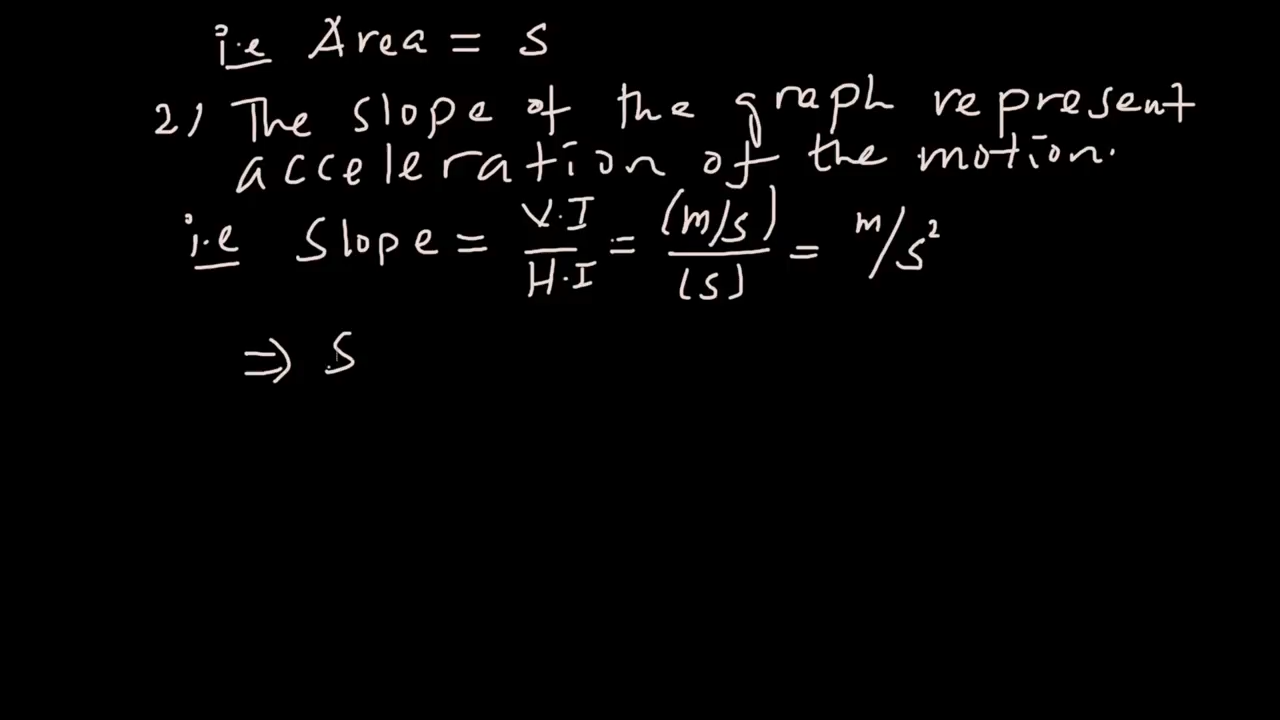 i.e Area = s
2) The slope of the graph represent
acceleration of the motion.
i.e Slope = V.I/H.I = (m/s)/(s) = m/s²
⇒ S